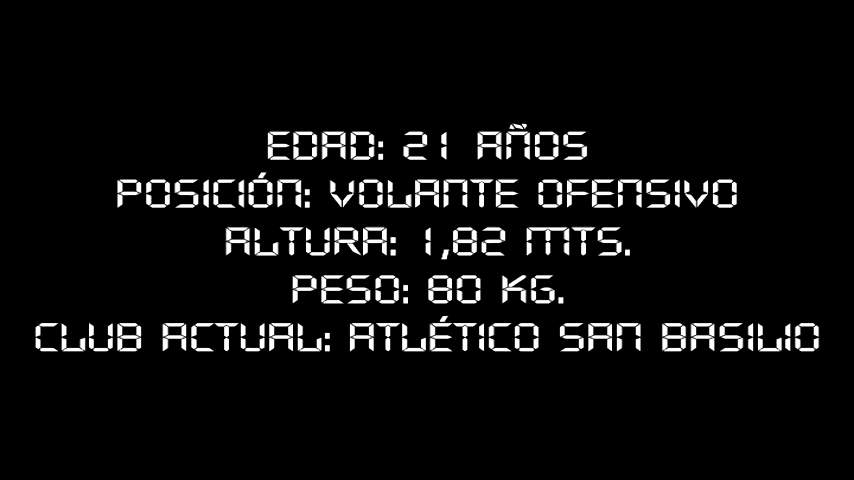 EDAD: 21 AÑOS
POSICIÓN: VOLANTE OFENSIVO
ALTURA: 1,82 MTS.
PESO: 80 KG.
CLUB ACTUAL: ATLÉTICO SAN BASILIO